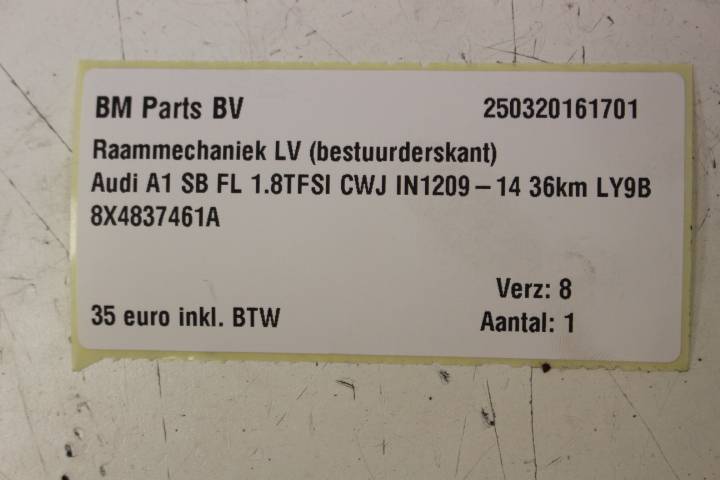 BM Parts BV 250320161701
Raammechaniek LV (bestuurderskant)
Audi A1 SB FL 1.8TFSI CWJ IN1209-14 36km LY9B
8X4837461A
Verz: 8
35 euro inkl. BTW Aantal: 1